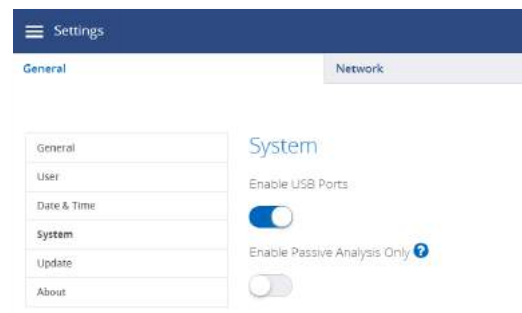 Settings
General
Network
General
User
Date & Time
System
Update
About
System
Enable USB Ports
Enable Passive Analysis Only ?